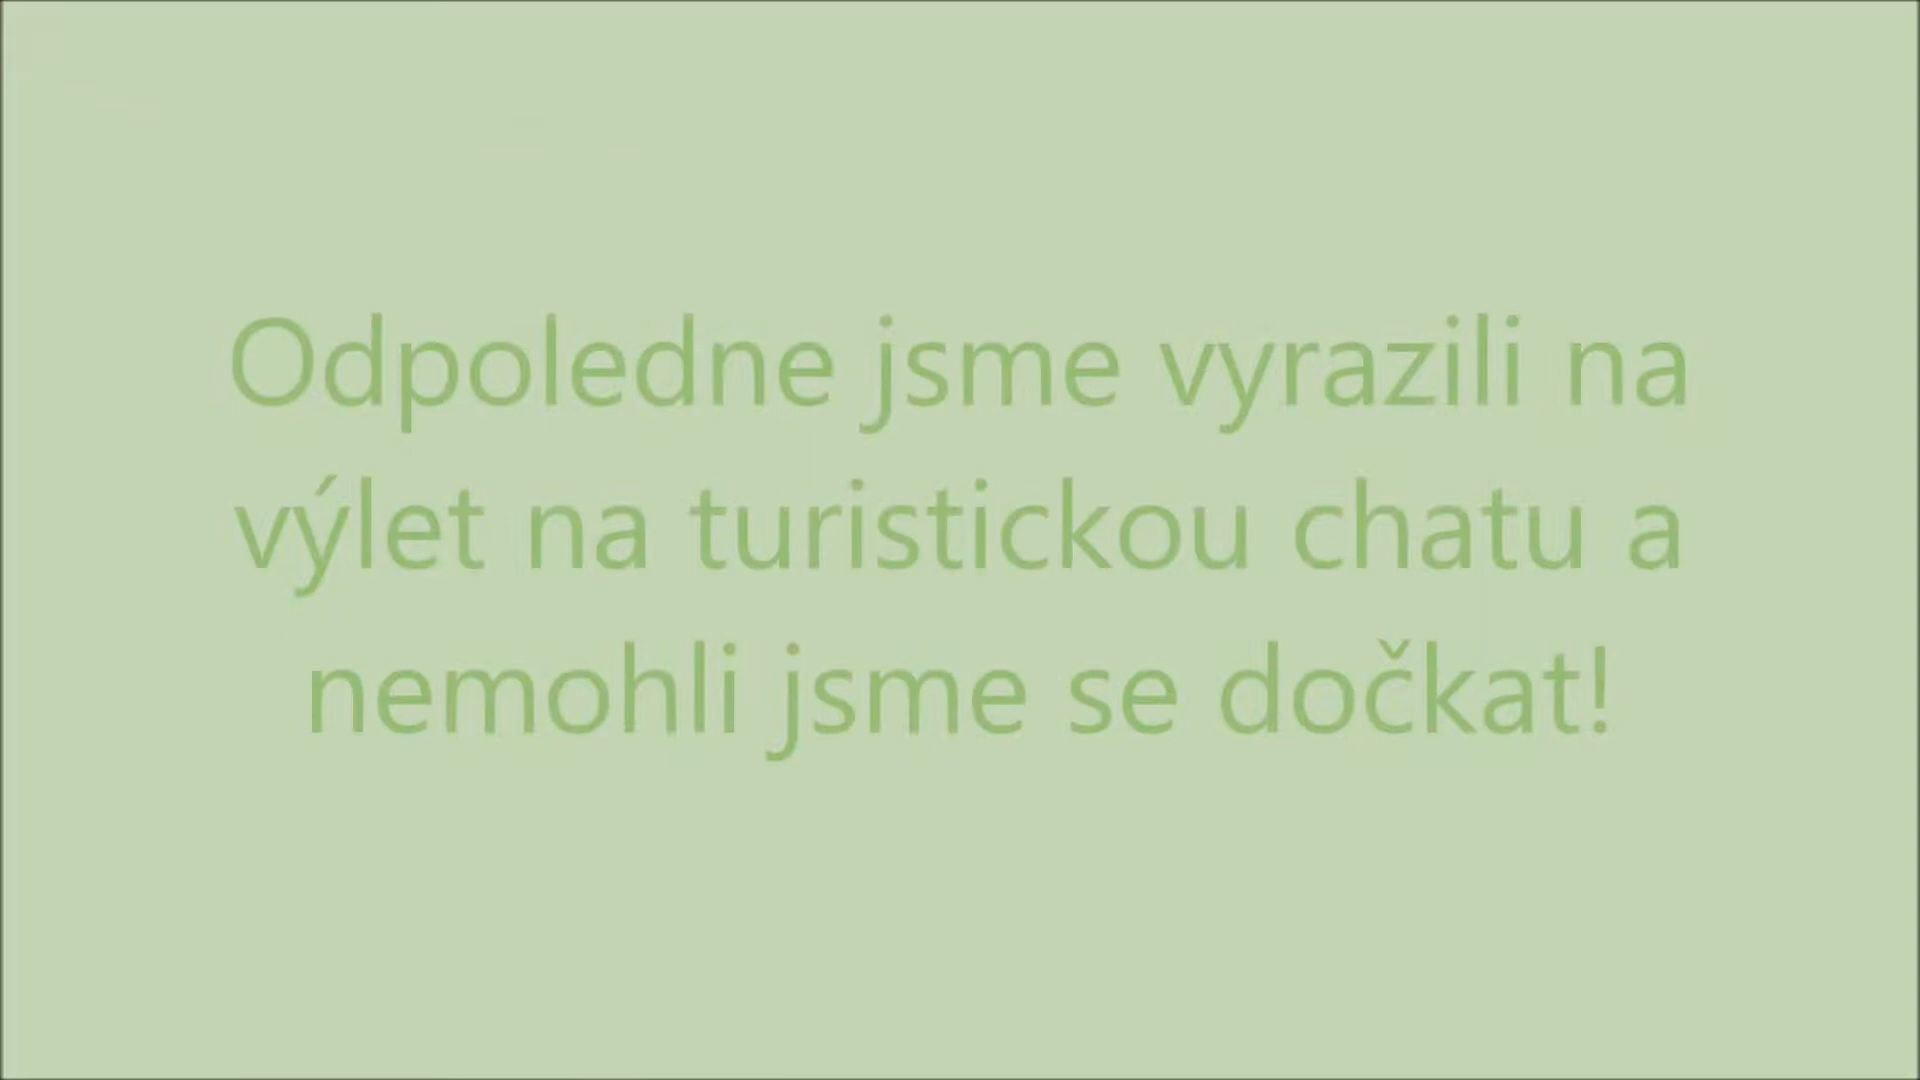 Odpoledne jsme vyrazili na
výlet na turistickou chatu a
nemohli jsme se dočkat!